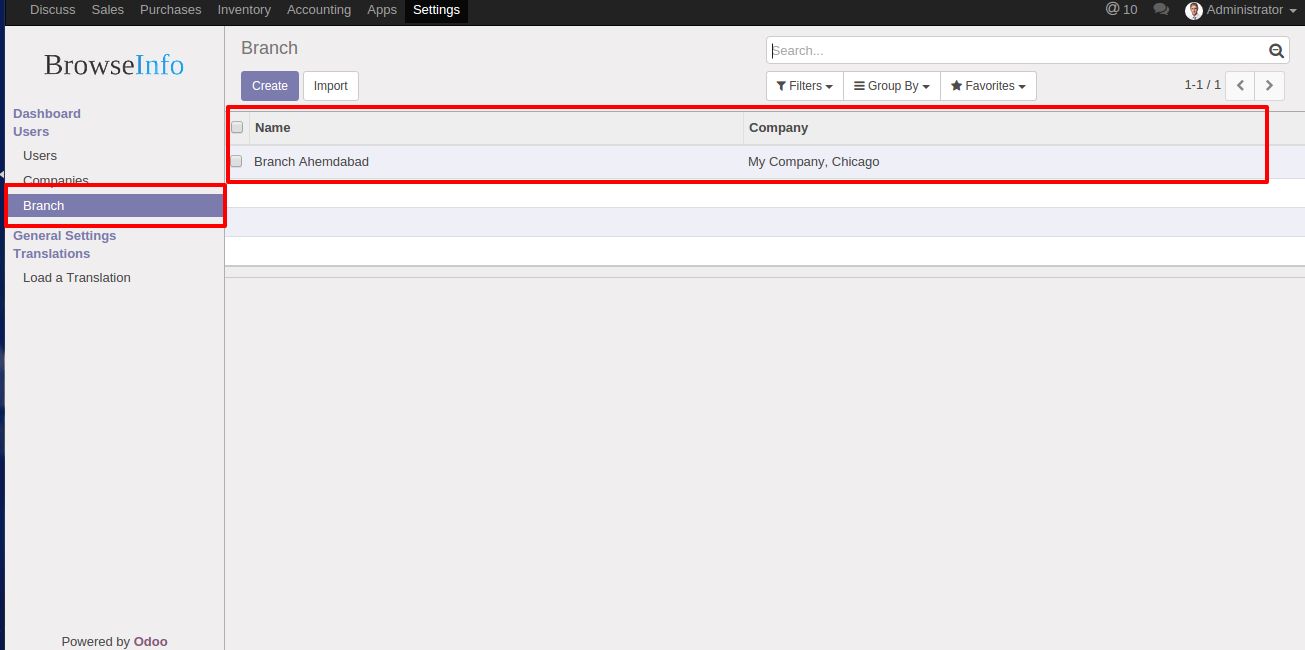 Discuss Sales Purchases Inventory Accounting Apps Settings @ 10 Administrator
BrowseInfo
Dashboard
Users
Users
Companies
Branch
General Settings
Translations
Load a Translation
Powered by Odoo
Branch
Search...
Create Import Filters Group By Favorites 1-1 / 1
Name Company
Branch Ahemdabad My Company, Chicago